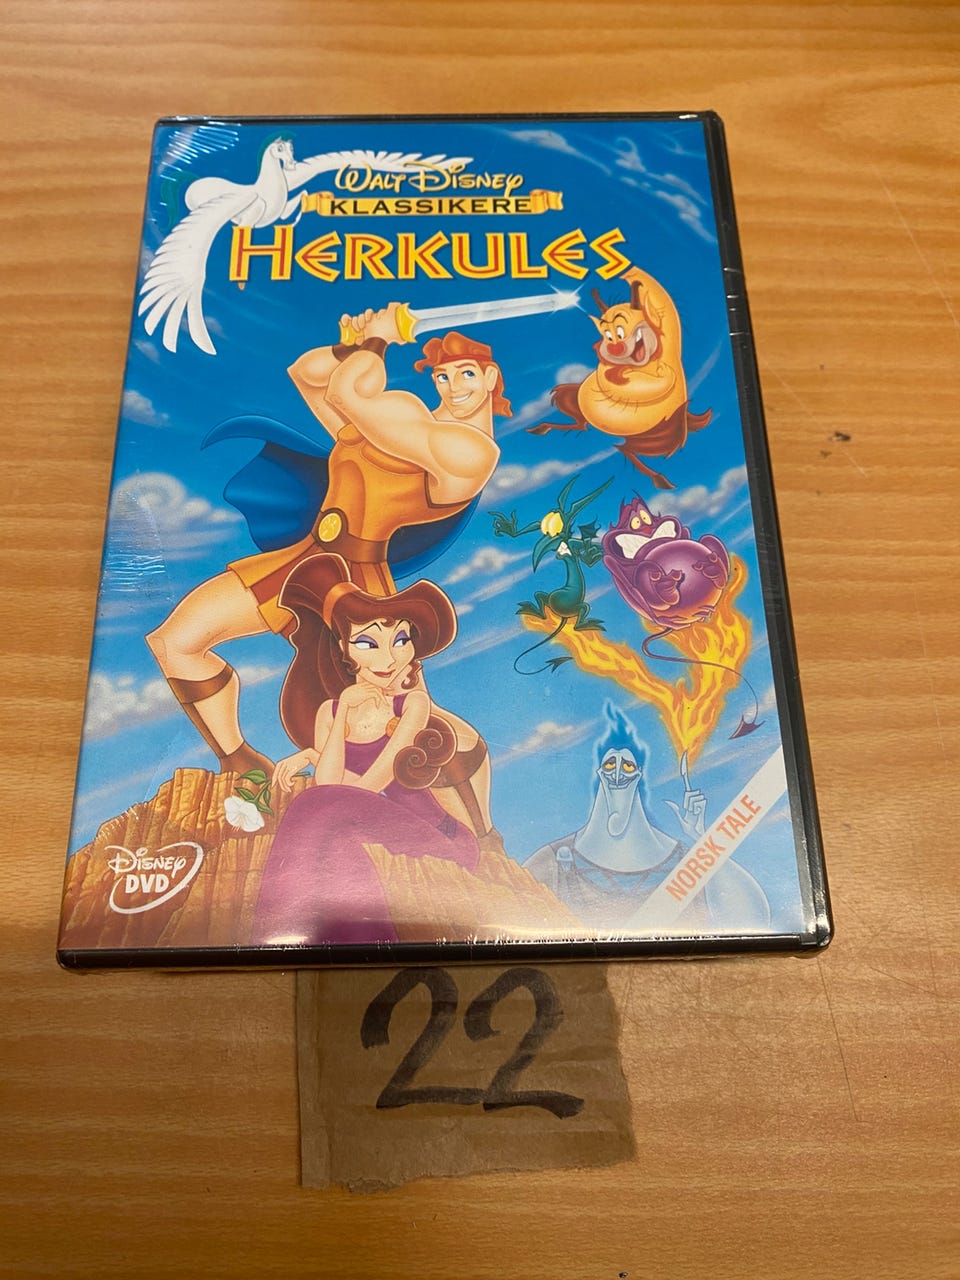 WALT DISNEY
KLASSIKERE
HERKULES
NORSK TALE
DISNEY
DVD
22